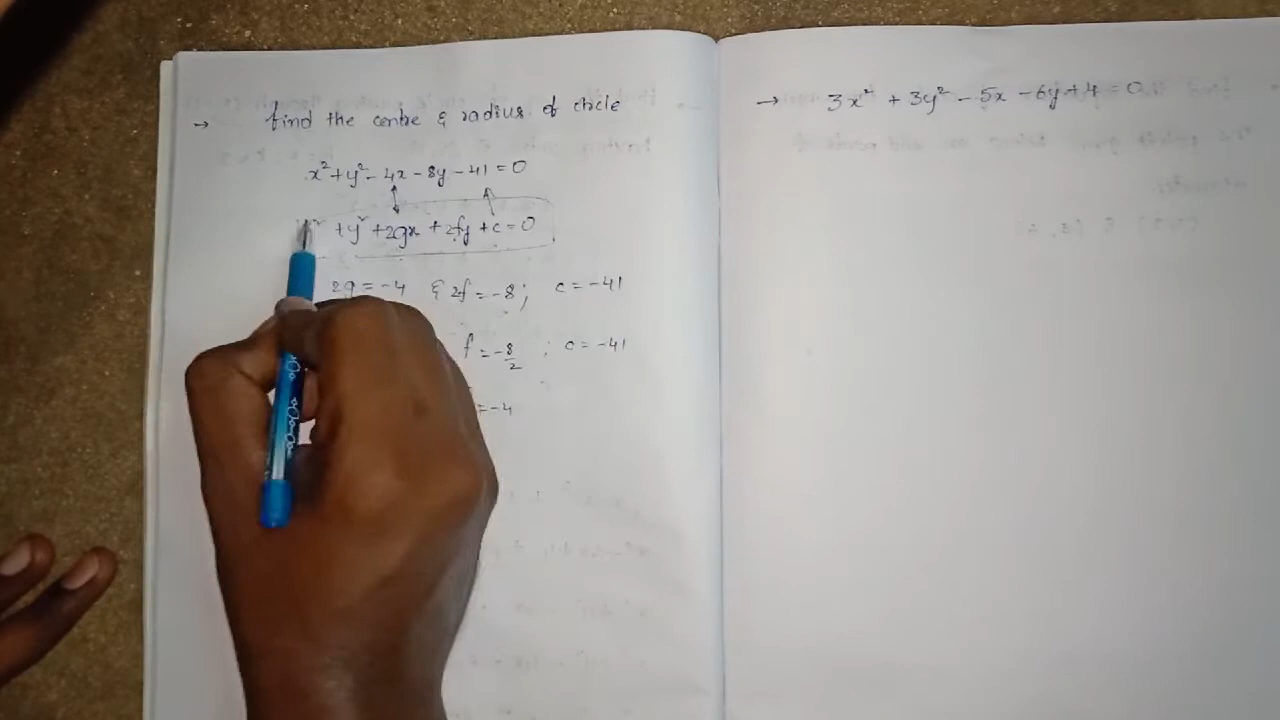 → find the centre & radius of circle
x² + y² - 4x - 8y - 41 = 0
+ y² + 2gx + 2fy + c = 0
2g = -4 & 2f = -8 ; c = -41
f = -8/2 ; c = -41
= -4
→ 3x² + 3y² - 5x - 6y + 4 = 0